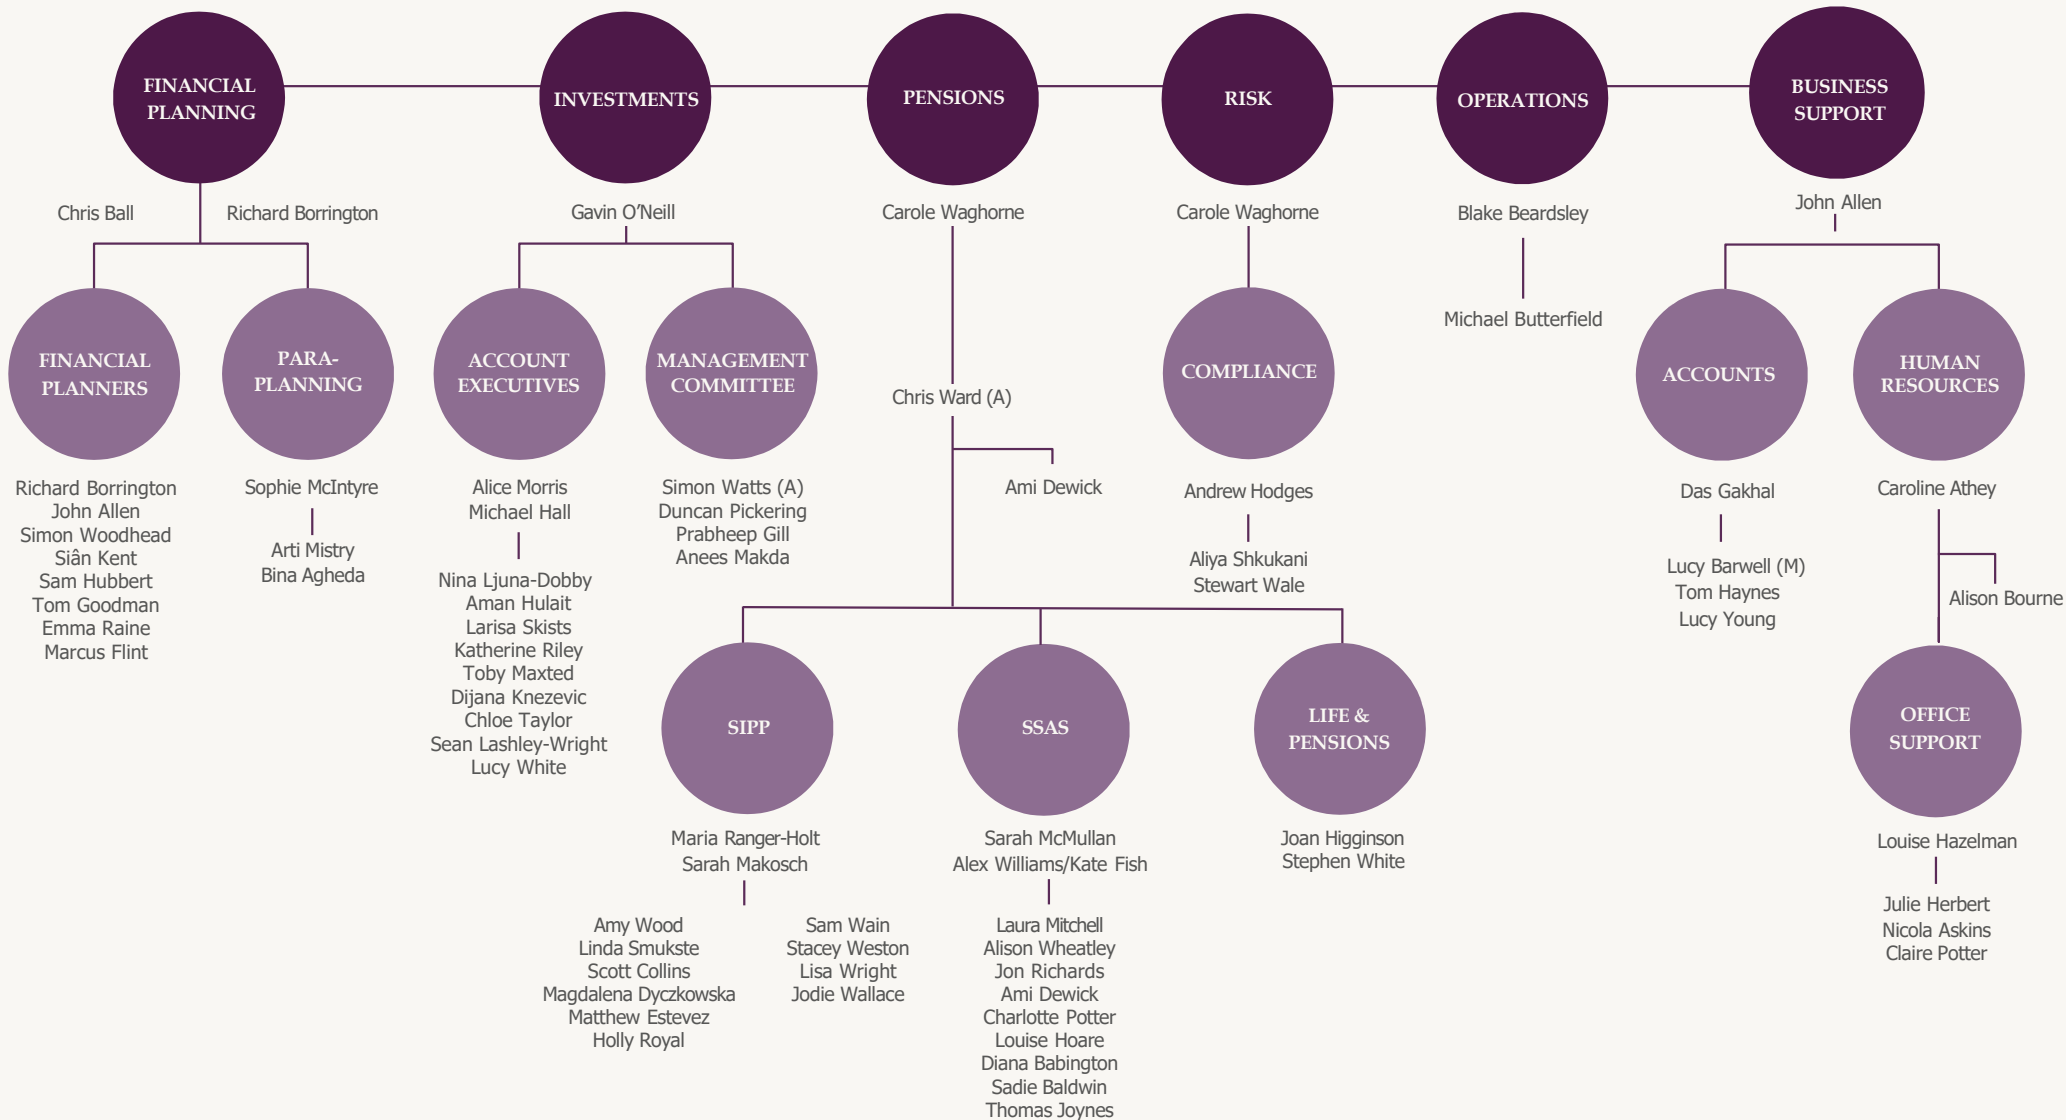 FINANCIAL
PLANNING
INVESTMENTS
PENSIONS
RISK
OPERATIONS
BUSINESS
SUPPORT
Chris Ball
Richard Borrington
Gavin O'Neill
Carole Waghorne
Carole Waghorne
Blake Beardsley
John Allen
FINANCIAL
PLANNERS
Richard Borrington
John Allen
Simon Woodhead
Siân Kent
Sam Hubbert
Tom Goodman
Emma Raine
Marcus Flint
PARA-
PLANNING
Sophie McIntyre
Arti Mistry
Bina Agheda
ACCOUNT
EXECUTIVES
Alice Morris
Michael Hall
Nina Ljuna-Dobby
Aman Hulait
Larisa Skists
Katherine Riley
Toby Maxted
Dijana Knezevic
Chloe Taylor
Sean Lashley-Wright
Lucy White
MANAGEMENT
COMMITTEE
Simon Watts (A)
Duncan Pickering
Prabheep Gill
Anees Makda
Chris Ward (A)
Ami Dewick
SIPP
Maria Ranger-Holt
Sarah Makosch
Amy Wood
Linda Smukste
Scott Collins
Magdalena Dyczkowska
Matthew Estevez
Holly Royal
Sam Wain
Stacey Weston
Lisa Wright
Jodie Wallace
SSAS
Sarah McMullan
Alex Williams/Kate Fish
Laura Mitchell
Alison Wheatley
Jon Richards
Ami Dewick
Charlotte Potter
Louise Hoare
Diana Babington
Sadie Baldwin
Thomas Joynes
LIFE &
PENSIONS
Joan Higginson
Stephen White
COMPLIANCE
Andrew Hodges
Aliya Shkukani
Stewart Wale
Michael Butterfield
ACCOUNTS
Das Gakhal
Lucy Barwell (M)
Tom Haynes
Lucy Young
HUMAN
RESOURCES
Caroline Athey
Alison Bourne
OFFICE
SUPPORT
Louise Hazelman
Julie Herbert
Nicola Askins
Claire Potter